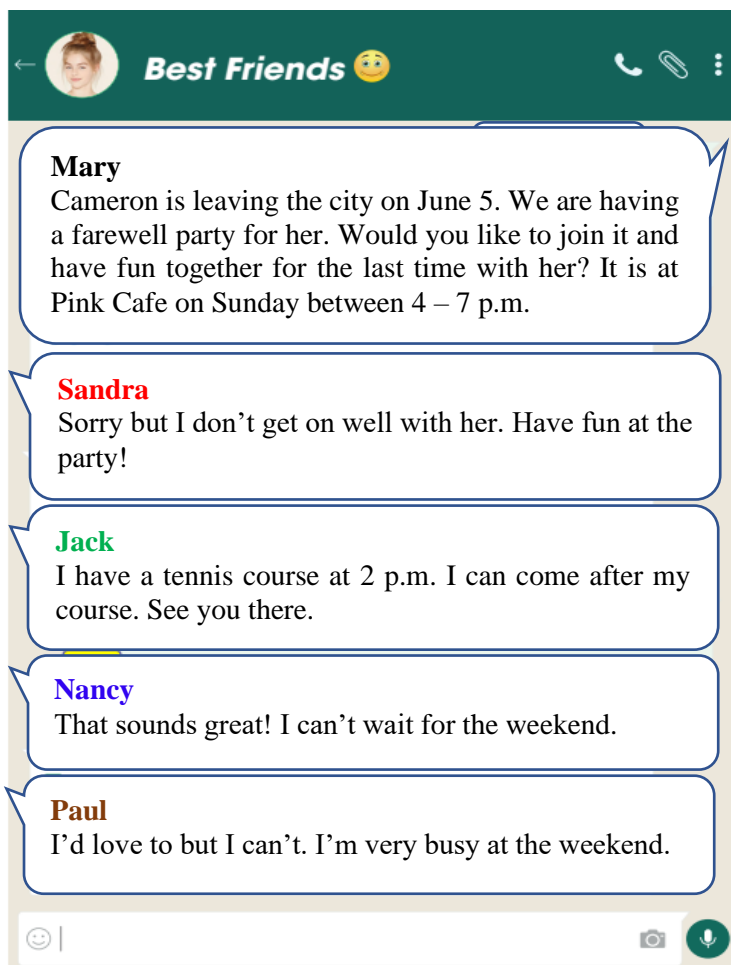 Best Friends
Mary
Cameron is leaving the city on June 5. We are having
a farewell party for her. Would you like to join it and
have fun together for the last time with her? It is at
Pink Cafe on Sunday between 4 – 7 p.m.
Sandra
Sorry but I don’t get on well with her. Have fun at the
party!
Jack
I have a tennis course at 2 p.m. I can come after my
course. See you there.
Nancy
That sounds great! I can’t wait for the weekend.
Paul
I’d love to but I can’t. I’m very busy at the weekend.